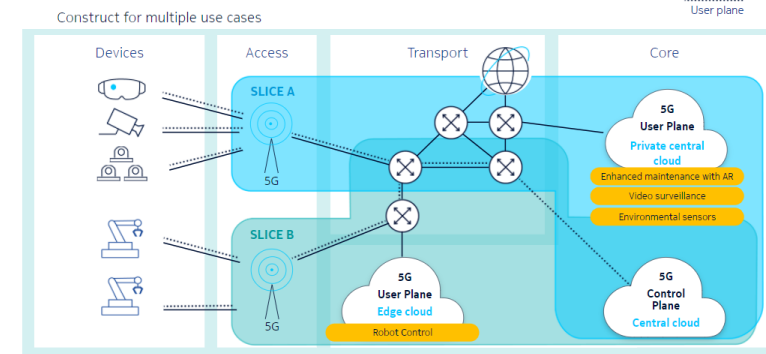 User plane
Construct for multiple use cases
Devices
Access
Transport
Core
SLICE A
5G
5G
User Plane
Private central
cloud
Enhanced maintenance with AR
Video surveillance
Environmental sensors
SLICE B
5G
5G
User Plane
Edge cloud
Robot Control
5G
Control
Plane
Central cloud